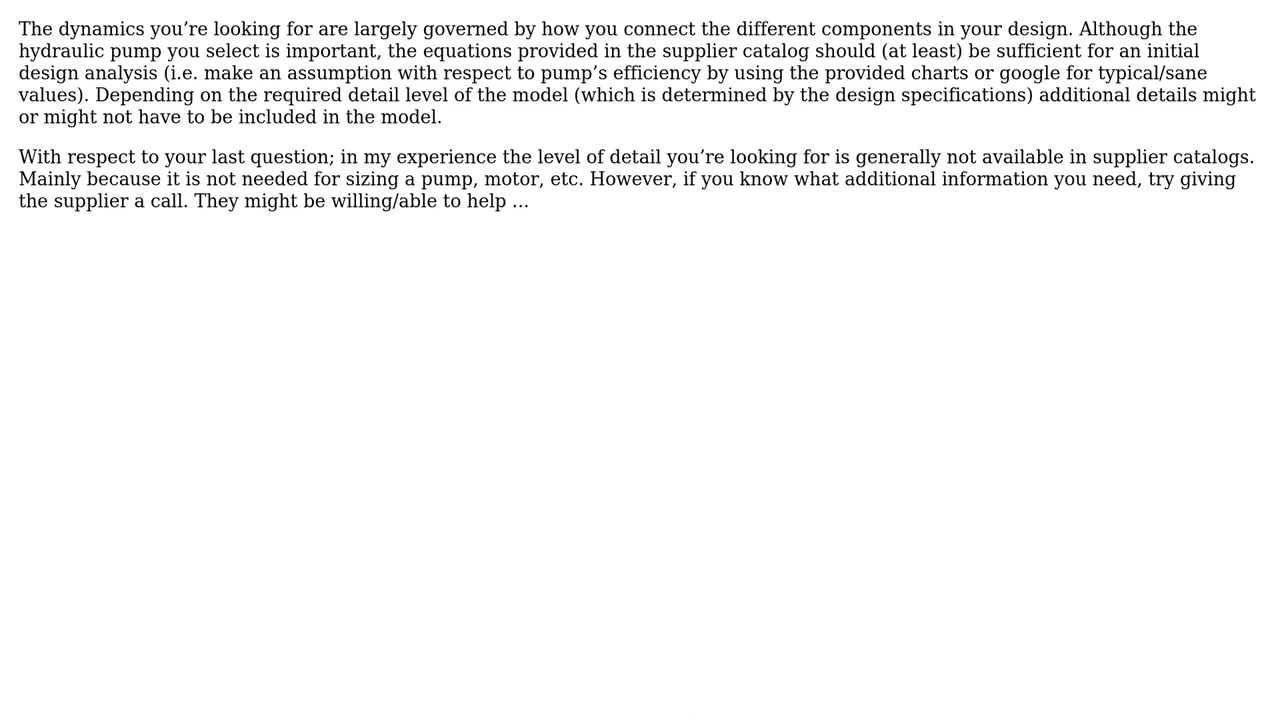 The dynamics you’re looking for are largely governed by how you connect the different components in your design. Although the
hydraulic pump you select is important, the equations provided in the supplier catalog should (at least) be sufficient for an initial
design analysis (i.e. make an assumption with respect to pump’s efficiency by using the provided charts or google for typical/sane
values). Depending on the required detail level of the model (which is determined by the design specifications) additional details might
or might not have to be included in the model.
With respect to your last question; in my experience the level of detail you’re looking for is generally not available in supplier catalogs.
Mainly because it is not needed for sizing a pump, motor, etc. However, if you know what additional information you need, try giving
the supplier a call. They might be willing/able to help ...